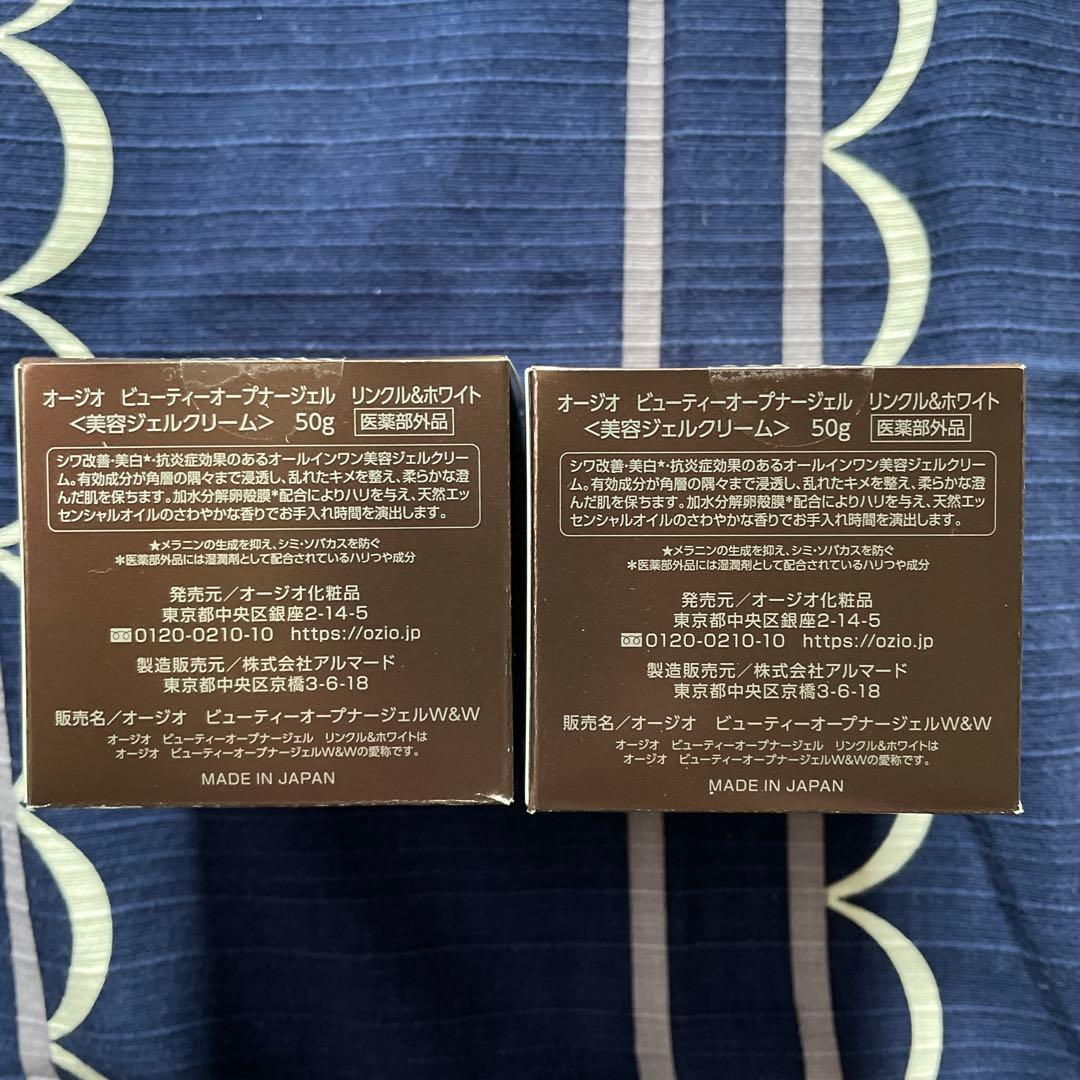 オージオ ビューティーオープナージェル リンクル&ホワイト
<美容ジェルクリーム> 50g 医薬部外品
シワ改善・美白★・抗炎症効果のあるオールインワン美容ジェルクリー
ム。有効成分が角層の隅々まで浸透し、乱れたキメを整え、柔らかな澄
んだ肌を保ちます。加水分解卵殻膜*配合によりハリを与え、天然エッ
センシャルオイルのさわやかな香りでお手入れ時間を演出します。
★メラニンの生成を抑え、シミ・ソバカスを防ぐ
*医薬部外品には湿潤剤として配合されているハリつや成分
発売元/オージオ化粧品
東京都中央区銀座2-14-5
0120-0210-10 https://ozio.jp
製造販売元/株式会社アルマード
東京都中央区京橋3-6-18
販売名/オージオ ビューティーオープナージェルW&W
オージオ ビューティーオープナージェル リンクル&ホワイトは
オージオ ビューティーオープナージェルW&Wの愛称です。
MADE IN JAPAN
オージオ ビューティーオープナージェル リンクル&ホワイト
<美容ジェルクリーム> 50g 医薬部外品
シワ改善・美白★・抗炎症効果のあるオールインワン美容ジェルクリー
ム。有効成分が角層の隅々まで浸透し、乱れたキメを整え、柔らかな澄
んだ肌を保ちます。加水分解卵殻膜*配合によりハリを与え、天然エッ
センシャルオイルのさわやかな香りでお手入れ時間を演出します。
★メラニンの生成を抑え、シミ・ソバカスを防ぐ
*医薬部外品には湿潤剤として配合されているハリつや成分
発売元/オージオ化粧品
東京都中央区銀座2-14-5
0120-0210-10 https://ozio.jp
製造販売元/株式会社アルマード
東京都中央区京橋3-6-18
販売名/オージオ ビューティーオープナージェルW&W
オージオ ビューティーオープナージェル リンクル&ホワイトは
オージオ ビューティーオープナージェルW&Wの愛称です。
MADE IN JAPAN